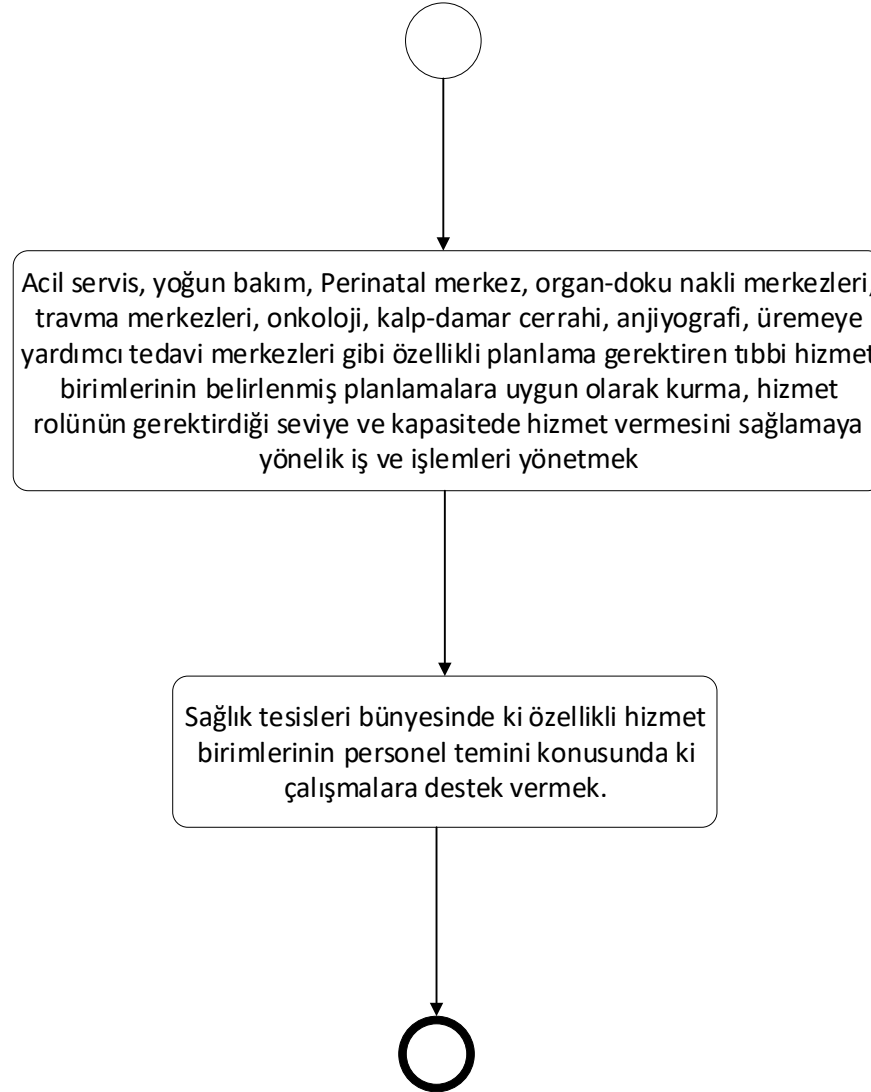 Acil servis, yoğun bakım, Perinatal merkez, organ-doku nakli merkezleri,
travma merkezleri, onkoloji, kalp-damar cerrahi, anjiyografi, üremeye
yardımcı tedavi merkezleri gibi özellikli planlama gerektiren tıbbi hizmet
birimlerinin belirlenmiş planlamalara uygun olarak kurma, hizmet
rolünün gerektirdiği seviye ve kapasitede hizmet vermesini sağlamaya
yönelik iş ve işlemleri yönetmek
Sağlık tesisleri bünyesinde ki özellikli hizmet
birimlerinin personel temini konusunda ki
çalışmalara destek vermek.